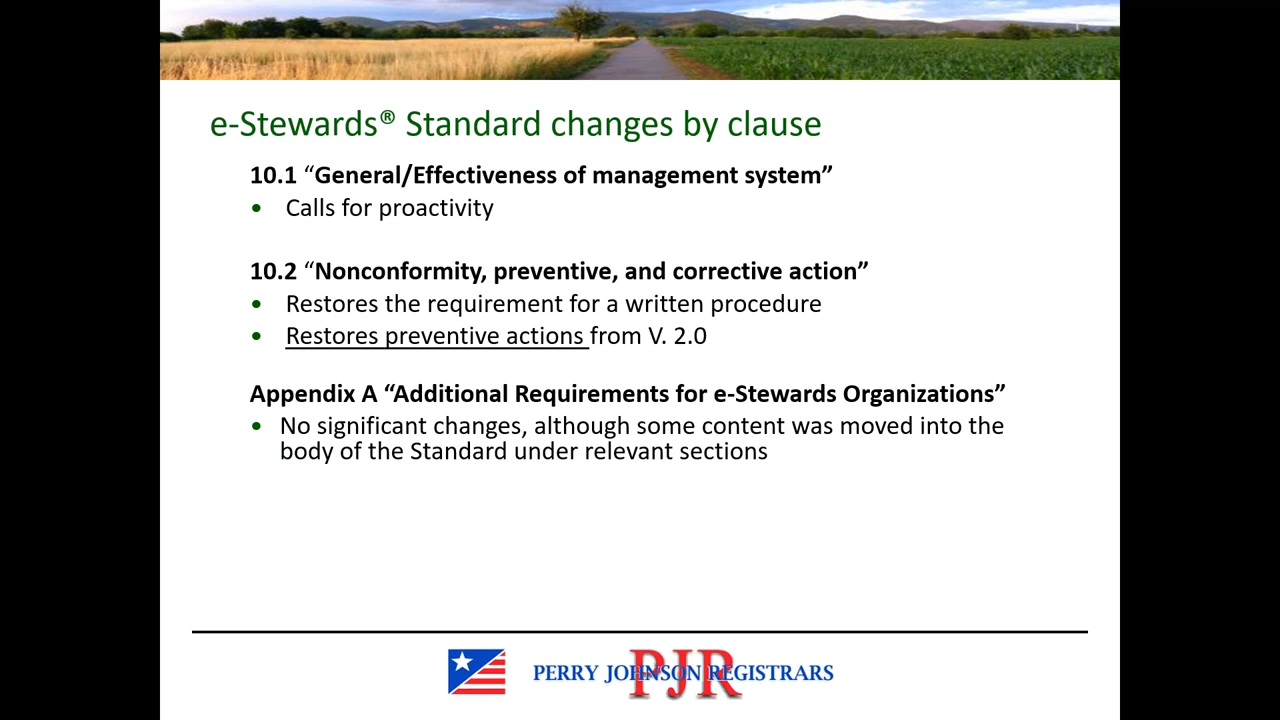 e-Stewards® Standard changes by clause
10.1 “General/Effectiveness of management system”
• Calls for proactivity
10.2 “Nonconformity, preventive, and corrective action”
• Restores the requirement for a written procedure
• Restores preventive actions from V. 2.0
Appendix A “Additional Requirements for e-Stewards Organizations”
• No significant changes, although some content was moved into the
body of the Standard under relevant sections
PJR
PERRY JOHNSON REGISTRARS